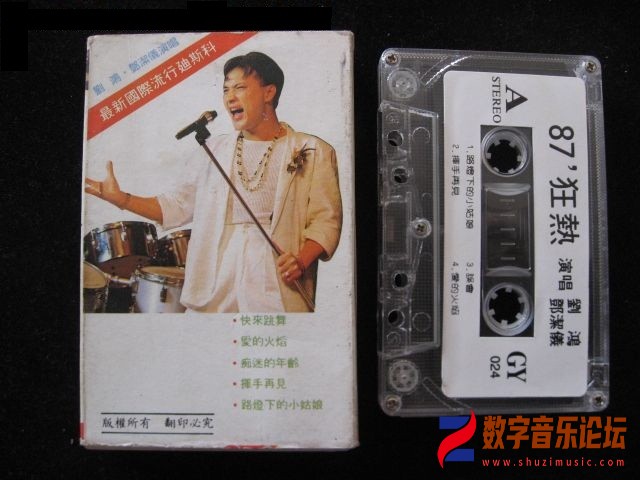 劉鴻·鄧潔儀演唱
最新國際流行廸斯科
·快來跳舞
·愛的火焰
·痴迷的年齡
·揮手再見
·路燈下的小姑娘
版權所有 翻印必究
A
STEREO
87'狂熱
演唱 劉鴻
鄧潔儀
1.路燈下的小姑娘
2.揮手再見
3.誤會
4.愛的火焰
GY
024
数字音乐论坛
www.shuzimusic.com